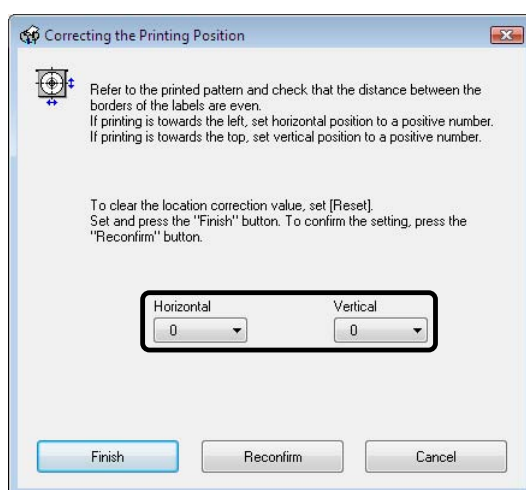 Correcting the Printing Position
Refer to the printed pattern and check that the distance between the
borders of the labels are even.
If printing is towards the left, set horizontal position to a positive number.
If printing is towards the top, set vertical position to a positive number.
To clear the location correction value, set [Reset].
Set and press the "Finish" button. To confirm the setting, press the
"Reconfirm" button.
Horizontal Vertical
0 0
Finish Reconfirm Cancel